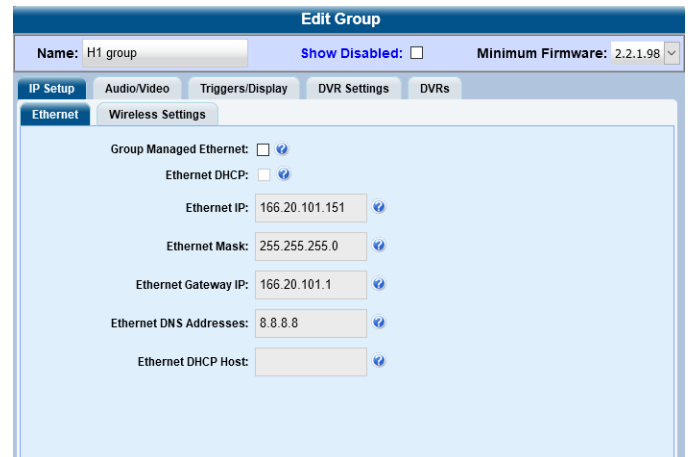 Edit Group
Name: H1 group Show Disabled: Minimum Firmware: 2.2.1.98
IP Setup Audio/Video Triggers/Display DVR Settings DVRs
Ethernet Wireless Settings
Group Managed Ethernet: ?
Ethernet DHCP: ?
Ethernet IP: 166.20.101.151 ?
Ethernet Mask: 255.255.255.0 ?
Ethernet Gateway IP: 166.20.101.1 ?
Ethernet DNS Addresses: 8.8.8.8 ?
Ethernet DHCP Host: ?